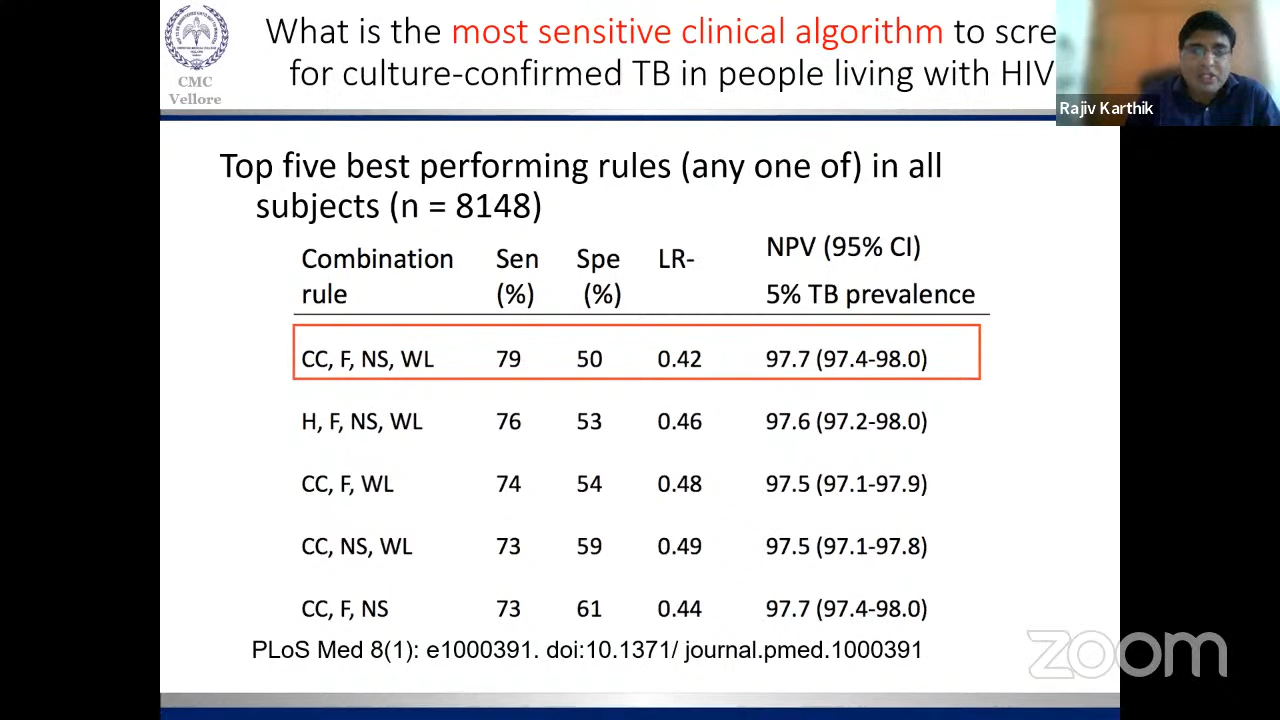 What is the most sensitive clinical algorithm to scre
for culture-confirmed TB in people living with HIV
CMC
Vellore
Rajiv Karthik
Top five best performing rules (any one of) in all
subjects (n = 8148)
Combination rule Sen (%) Spe (%) LR- NPV (95% CI) 5% TB prevalence
CC, F, NS, WL 79 50 0.42 97.7 (97.4-98.0)
H, F, NS, WL 76 53 0.46 97.6 (97.2-98.0)
CC, F, WL 74 54 0.48 97.5 (97.1-97.9)
CC, NS, WL 73 59 0.49 97.5 (97.1-97.8)
CC, F, NS 73 61 0.44 97.7 (97.4-98.0)
PLoS Med 8(1): e1000391. doi:10.1371/ journal.pmed.1000391
zoom